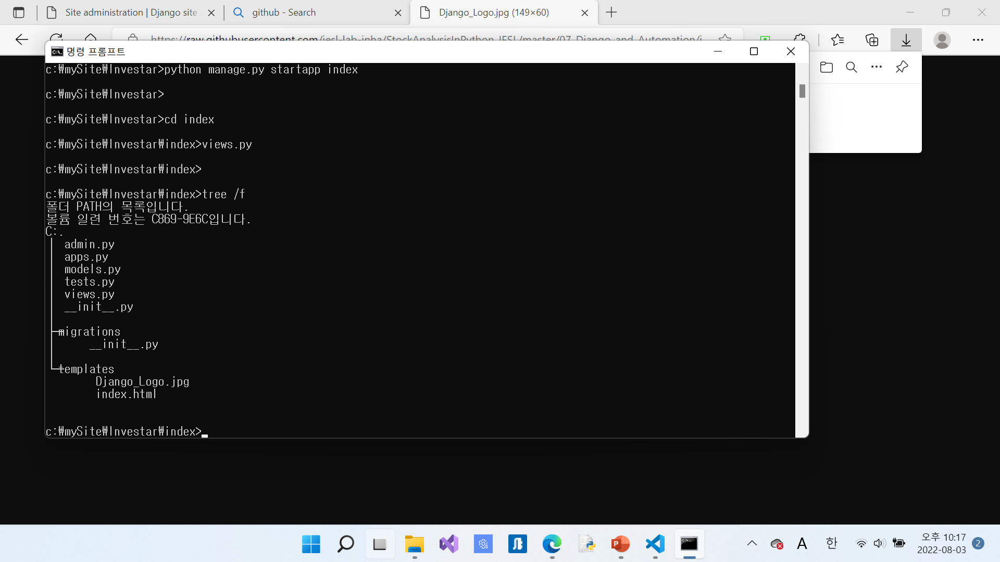 Site administration | Django site
github - Search
Django_Logo.jpg (149×60)
https://raw.githubusercontent.com/jesl-lab-inha/StockAnalysisInPython_JESL/master/07_Django_and_Automation/i
명령 프롬프트
c:₩mySite₩Investar>python manage.py startapp index
c:₩mySite₩Investar>
c:₩mySite₩Investar>cd index
c:₩mySite₩Investar₩index>views.py
c:₩mySite₩Investar₩index>
c:₩mySite₩Investar₩index>tree /f
폴더 PATH의 목록입니다.
볼륨 일련 번호는 C869-9E6C입니다.
C:.
admin.py
apps.py
models.py
tests.py
views.py
__init__.py
migrations
__init__.py
templates
Django_Logo.jpg
index.html
c:₩mySite₩Investar₩index>
A
한
오후 10:17
2022-08-03
2